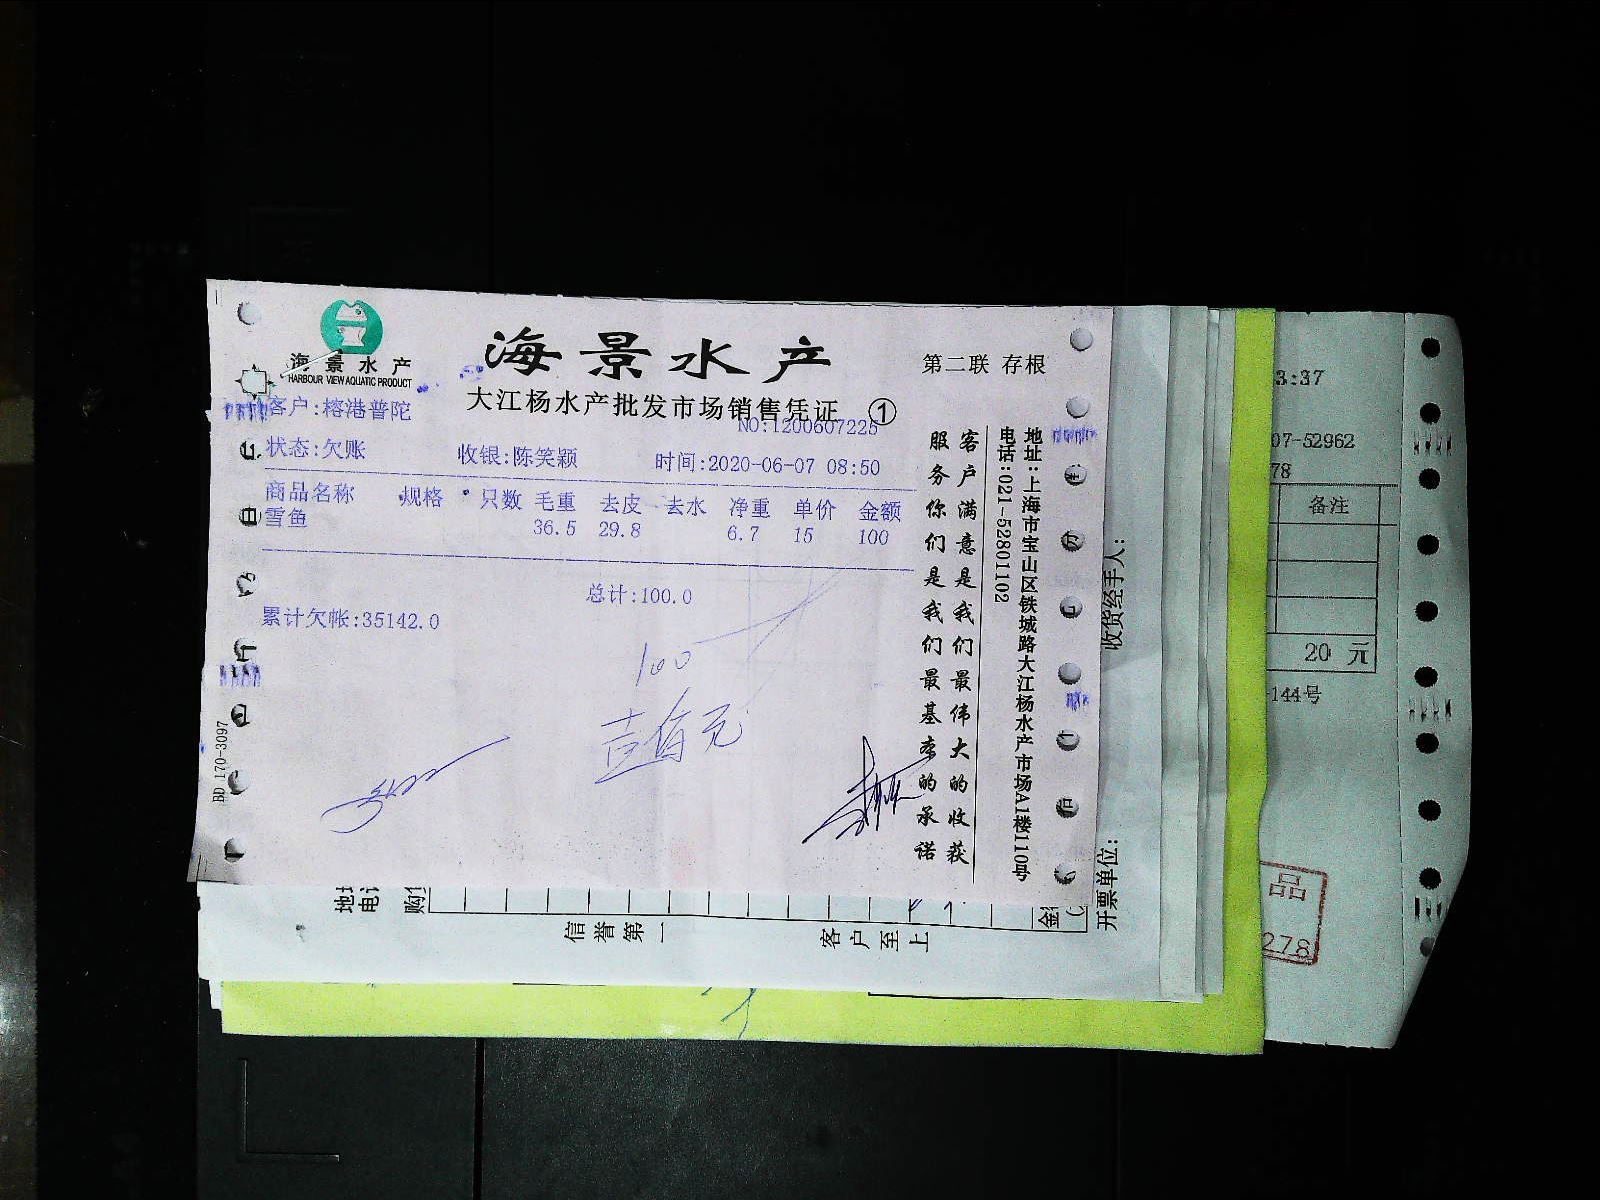 海景水产
HARBOUR VIEW AQUATIC PRODUCT
海景水产
第二联 存根
大江杨水产批发市场销售凭证 ①
NO:1200607225
客户:榕港普陀
状态:欠账 收银:陈笑颖 时间:2020-06-07 08:50
商品名称 规格 只数 毛重 去皮 去水 净重 单价 金额
雪鱼 36.5 29.8 6.7 15 100
总计:100.0
累计欠帐:35142.0
100
壹佰元
客户满意是我们最伟大的收获
服务你们是我们最基本的承诺
地址:上海市宝山区铁城路大江杨水产市场A1楼110号
电话:021-52801102
BD 170-3097
收货经手人:
开票单位:
信誉第一 客户至上
3:37
07-52962
78
备注
20 元
144号
品
278